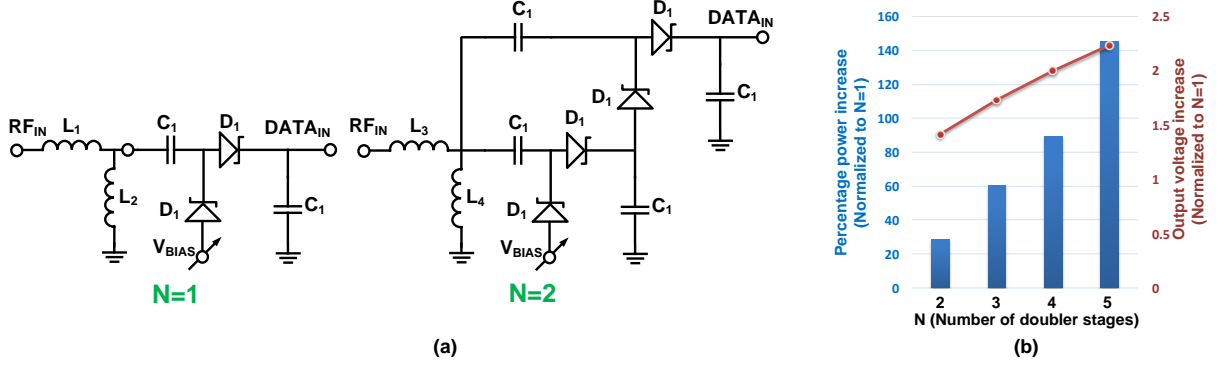 RF_IN
L₁
C₁
D₁
DATA_IN
L₂
D₁
C₁
V_BIAS
N=1
C₁
D₁
DATA_IN
D₁
C₁
RF_IN
L₃
C₁
D₁
L₄
D₁
C₁
V_BIAS
N=2
(a)
Percentage power increase
(Normalized to N=1)
160
140
120
100
80
60
40
20
0
2.5
2
1.5
1
0.5
0
Output voltage increase
(Normalized to N=1)
2 3 4 5
N (Number of doubler stages)
(b)